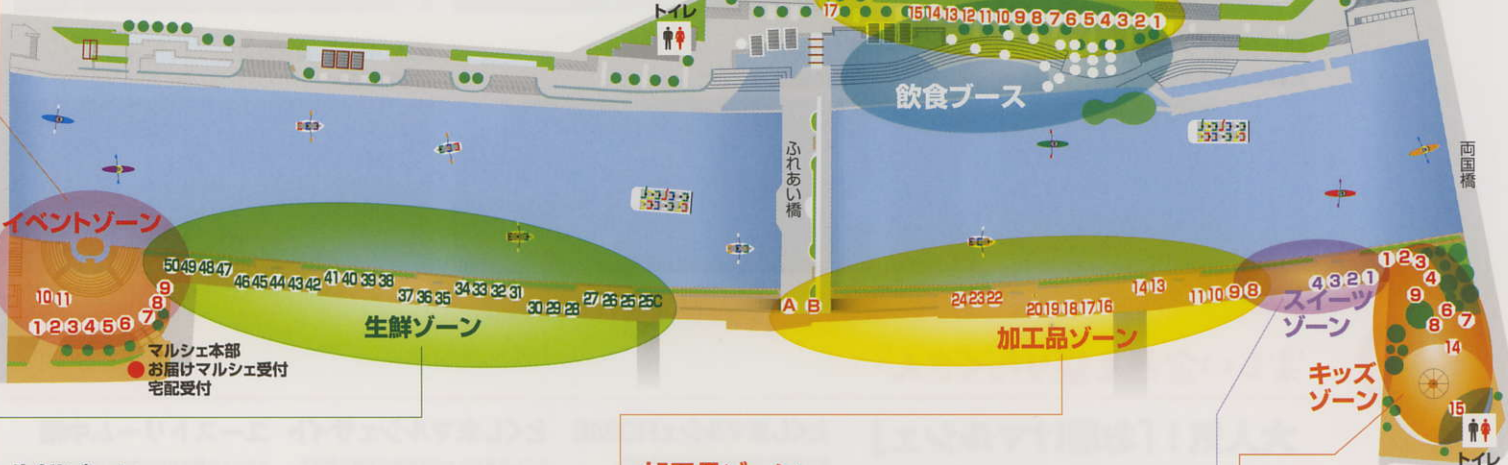 トイレ
17 15 14 13 12 11 10 9 8 7 6 5 4 3 2 1
飲食ブース
ふれあい橋
両国橋
イベントゾーン
10 11
1 2 3 4 5 6 7 8 9
50 49 48 47 46 45 44 43 42 41 40 39 38 37 36 35 34 33 32 31 30 29 28 27 26 25 25C
生鮮ゾーン
マルシェ本部
お届けマルシェ受付
宅配受付
A B
24 23 22 20 19 18 17 16 14 13 11 10 9 8
加工品ゾーン
4 3 2 1
スイーツ
ゾーン
1 2 3
4
9
6
7
8
14
キッズ
ゾーン
15
トイレ